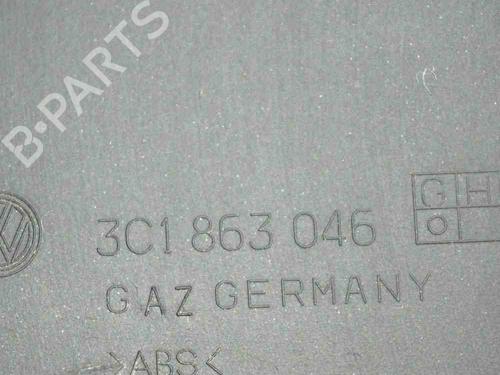 B-PARTS
G H
3C1 863 046
GAZ GERMANY
>ABS<